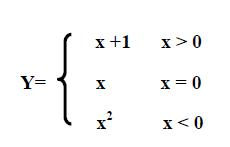 x +1 x > 0
Y= { x x = 0
x² x < 0